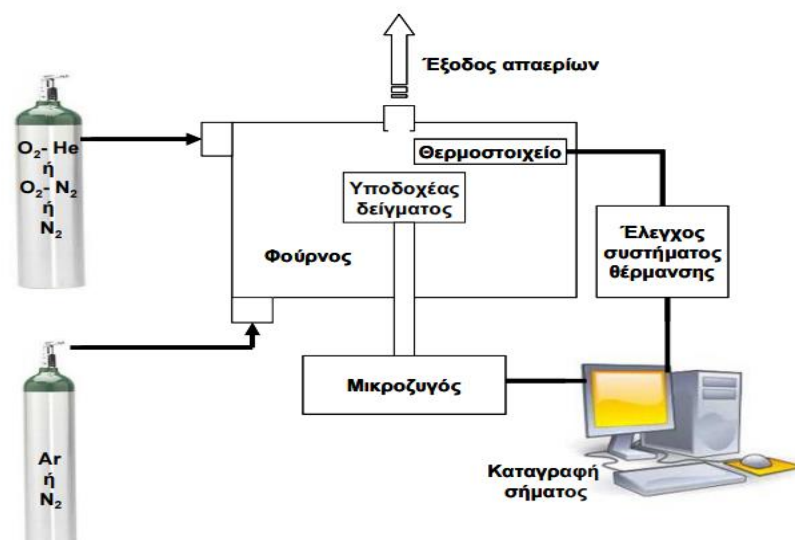 Έξοδος απαερίων
O₂- He
ή
O₂- N₂
ή
N₂
Θερμοστοιχείο
Υποδοχέας
δείγματος
Φούρνος
Έλεγχος
συστήματος
θέρμανσης
Μικροζυγός
Ar
ή
N₂
Καταγραφή
σήματος